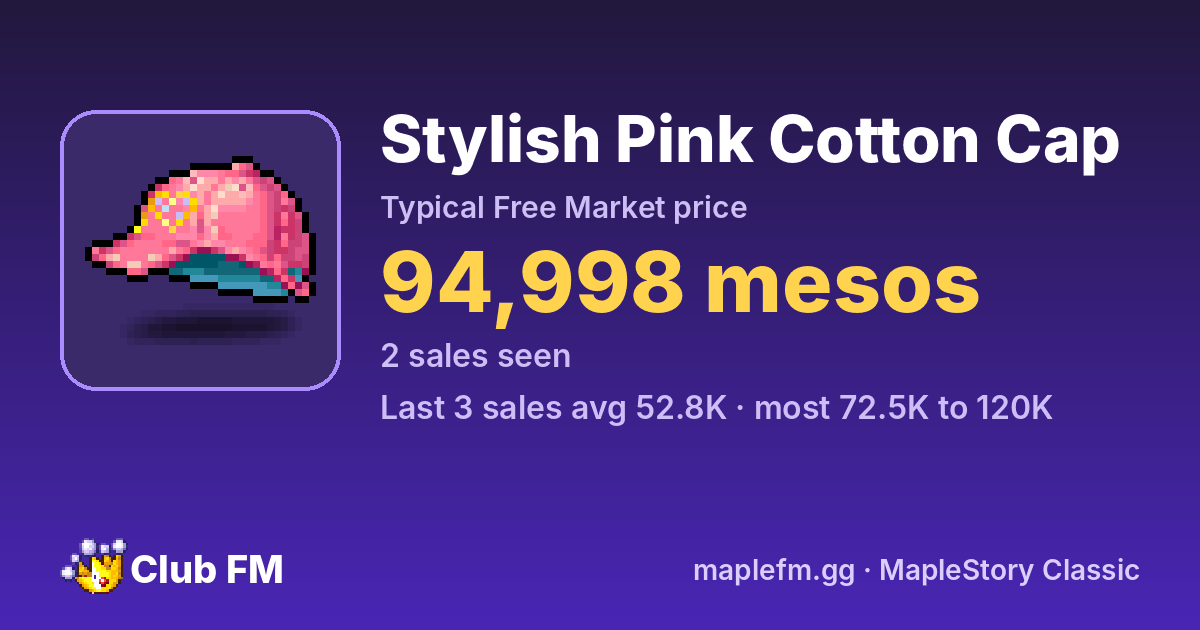 Stylish Pink Cotton Cap
Typical Free Market price
94,998 mesos
2 sales seen
Last 3 sales avg 52.8K · most 72.5K to 120K
Club FM
maplefm.gg · MapleStory Classic